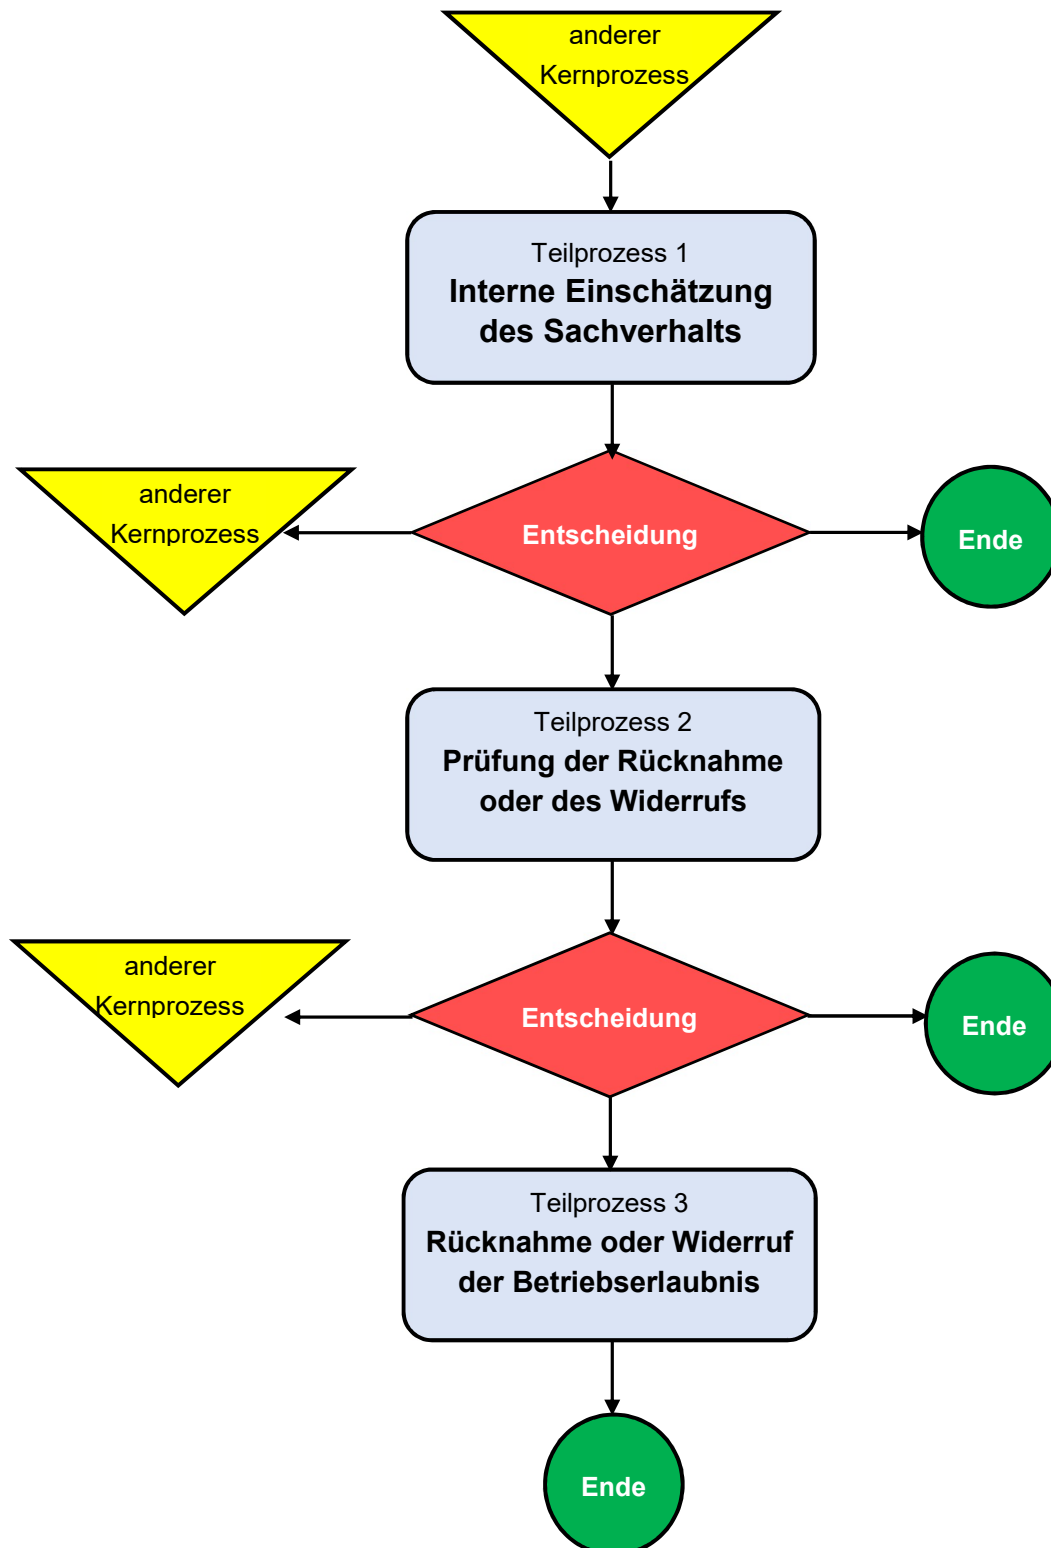 anderer
Kernprozess
Teilprozess 1
Interne Einschätzung
des Sachverhalts
anderer
Kernprozess
Entscheidung
Ende
Teilprozess 2
Prüfung der Rücknahme
oder des Widerrufs
anderer
Kernprozess
Entscheidung
Ende
Teilprozess 3
Rücknahme oder Widerruf
der Betriebserlaubnis
Ende